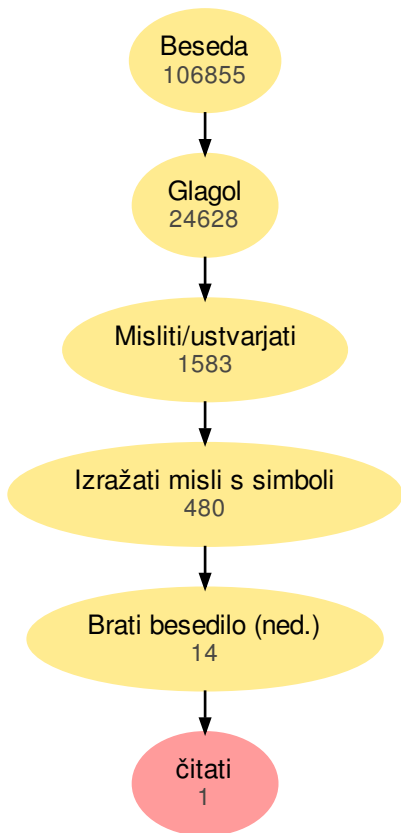 Beseda
106855
Glagol
24628
Misliti/ustvarjati
1583
Izražati misli s simboli
480
Brati besedilo (ned.)
14
čitati
1